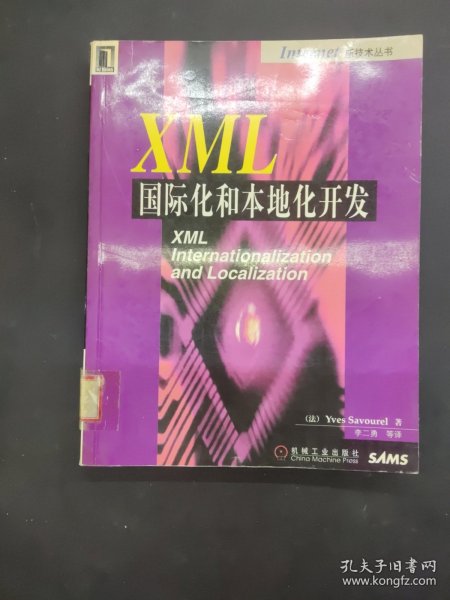 Internet 新技术丛书
XML
国际化和本地化开发
XML
Internationalization
and Localization
(法) Yves Savourel 著
李二勇 等译
机械工业出版社
China Machine Press
SAMS
孔夫子旧书网
www.kongfz.com